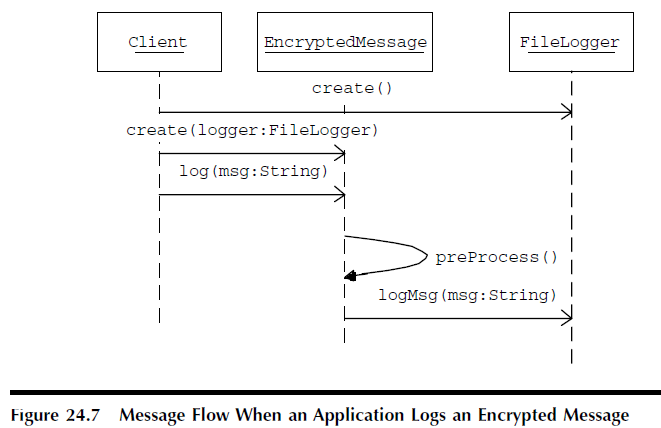 Client EncryptedMessage FileLogger
create()
create(logger:FileLogger)
log(msg:String)
preProcess()
logMsg(msg:String)
Figure 24.7 Message Flow When an Application Logs an Encrypted Message